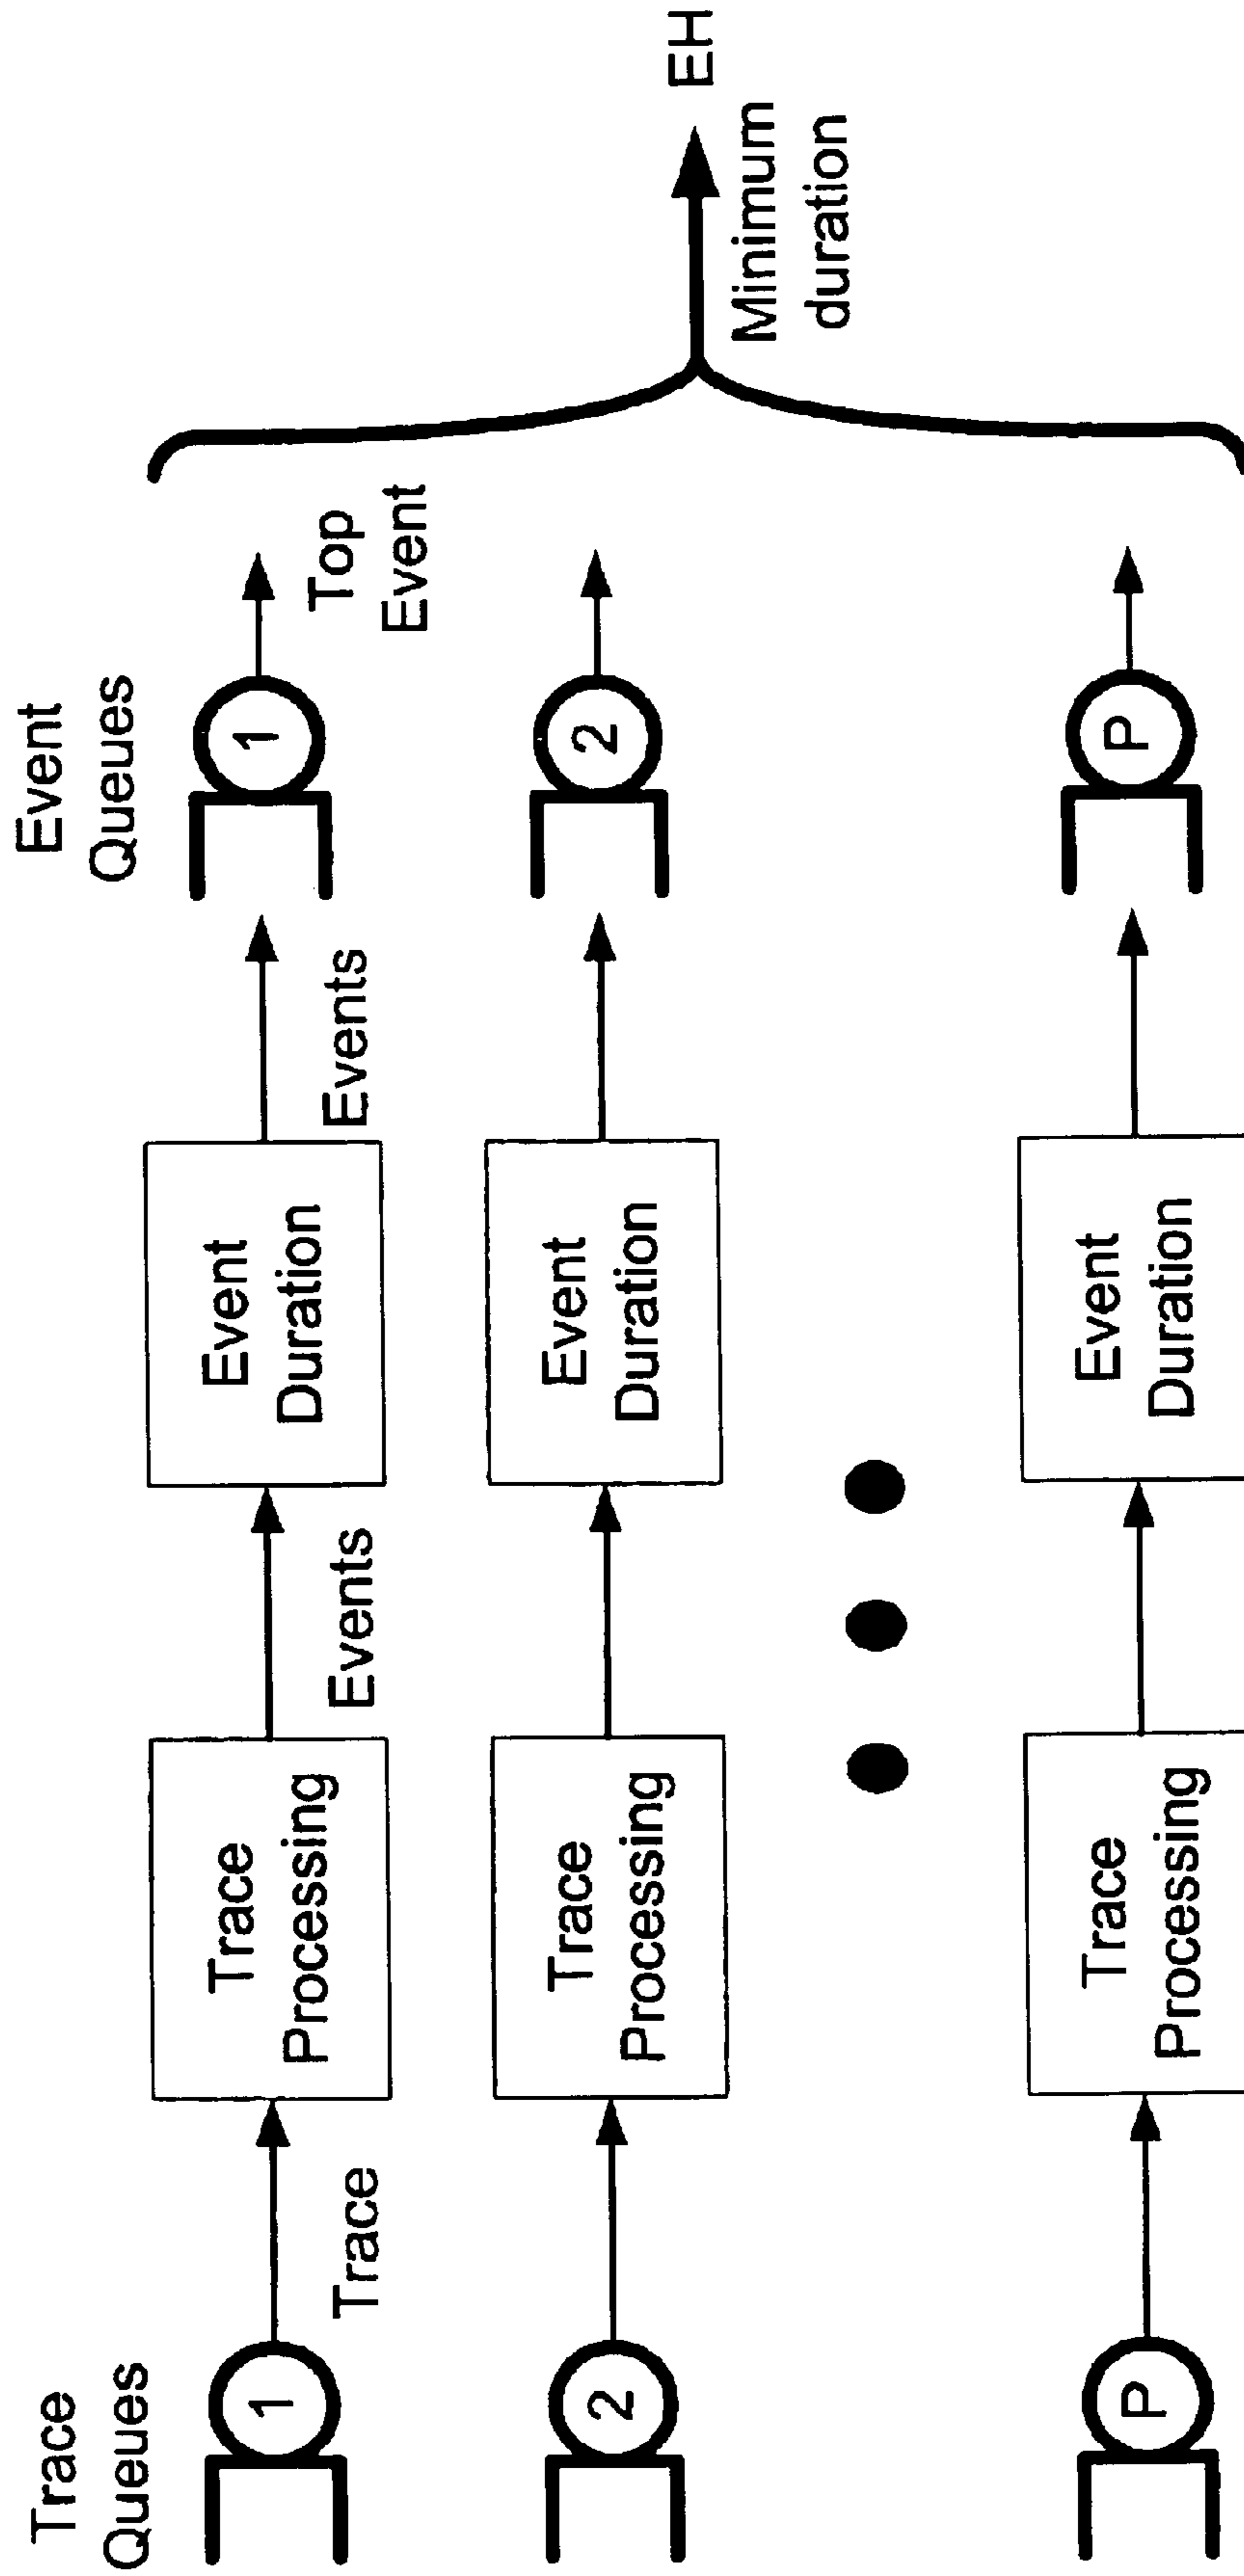 Trace
Queues
Event
Queues
1
Trace
Trace
Processing
Events
Event
Duration
Events
1
Top
Event
2
Trace
Processing
Event
Duration
2
Minimum
duration
EH
P
Trace
Processing
Event
Duration
P